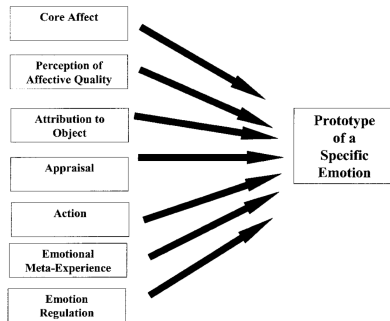 Core Affect
Perception of
Affective Quality
Attribution to
Object
Appraisal
Action
Emotional
Meta-Experience
Emotion
Regulation
Prototype
of a
Specific
Emotion